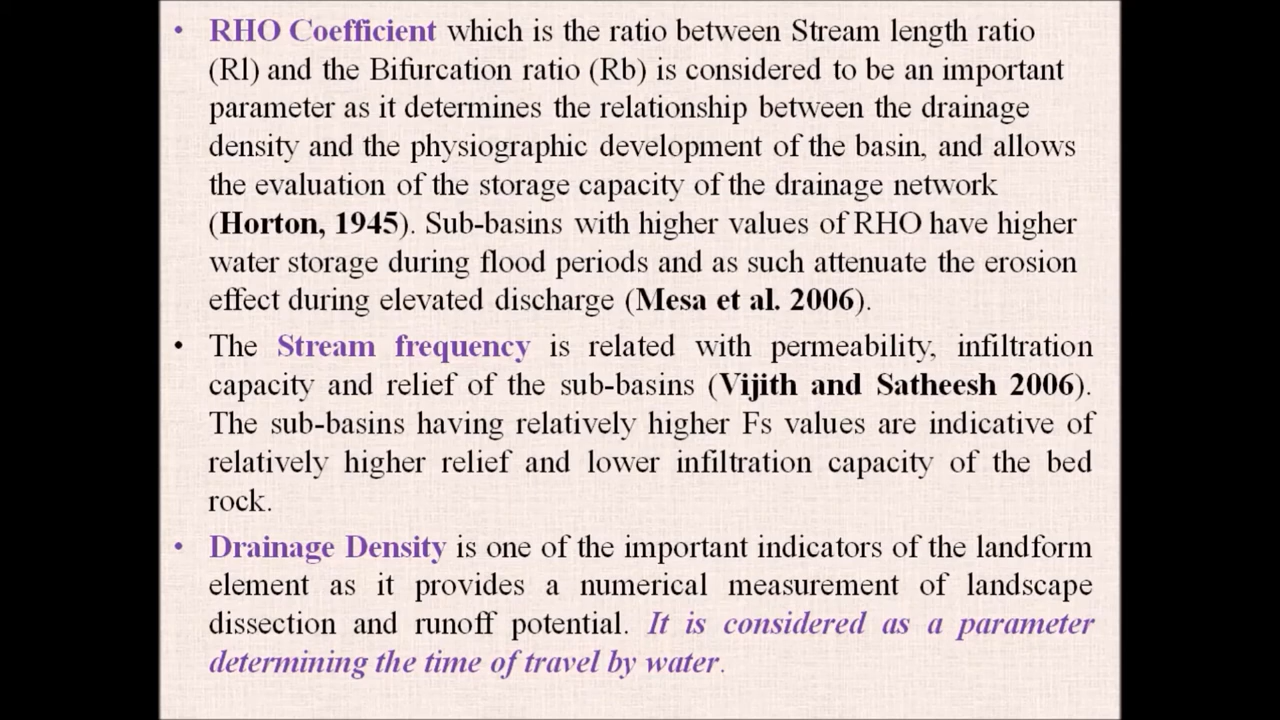 • RHO Coefficient which is the ratio between Stream length ratio
(Rl) and the Bifurcation ratio (Rb) is considered to be an important
parameter as it determines the relationship between the drainage
density and the physiographic development of the basin, and allows
the evaluation of the storage capacity of the drainage network
(Horton, 1945). Sub-basins with higher values of RHO have higher
water storage during flood periods and as such attenuate the erosion
effect during elevated discharge (Mesa et al. 2006).
• The Stream frequency is related with permeability, infiltration
capacity and relief of the sub-basins (Vijith and Satheesh 2006).
The sub-basins having relatively higher Fs values are indicative of
relatively higher relief and lower infiltration capacity of the bed
rock.
• Drainage Density is one of the important indicators of the landform
element as it provides a numerical measurement of landscape
dissection and runoff potential. It is considered as a parameter
determining the time of travel by water.